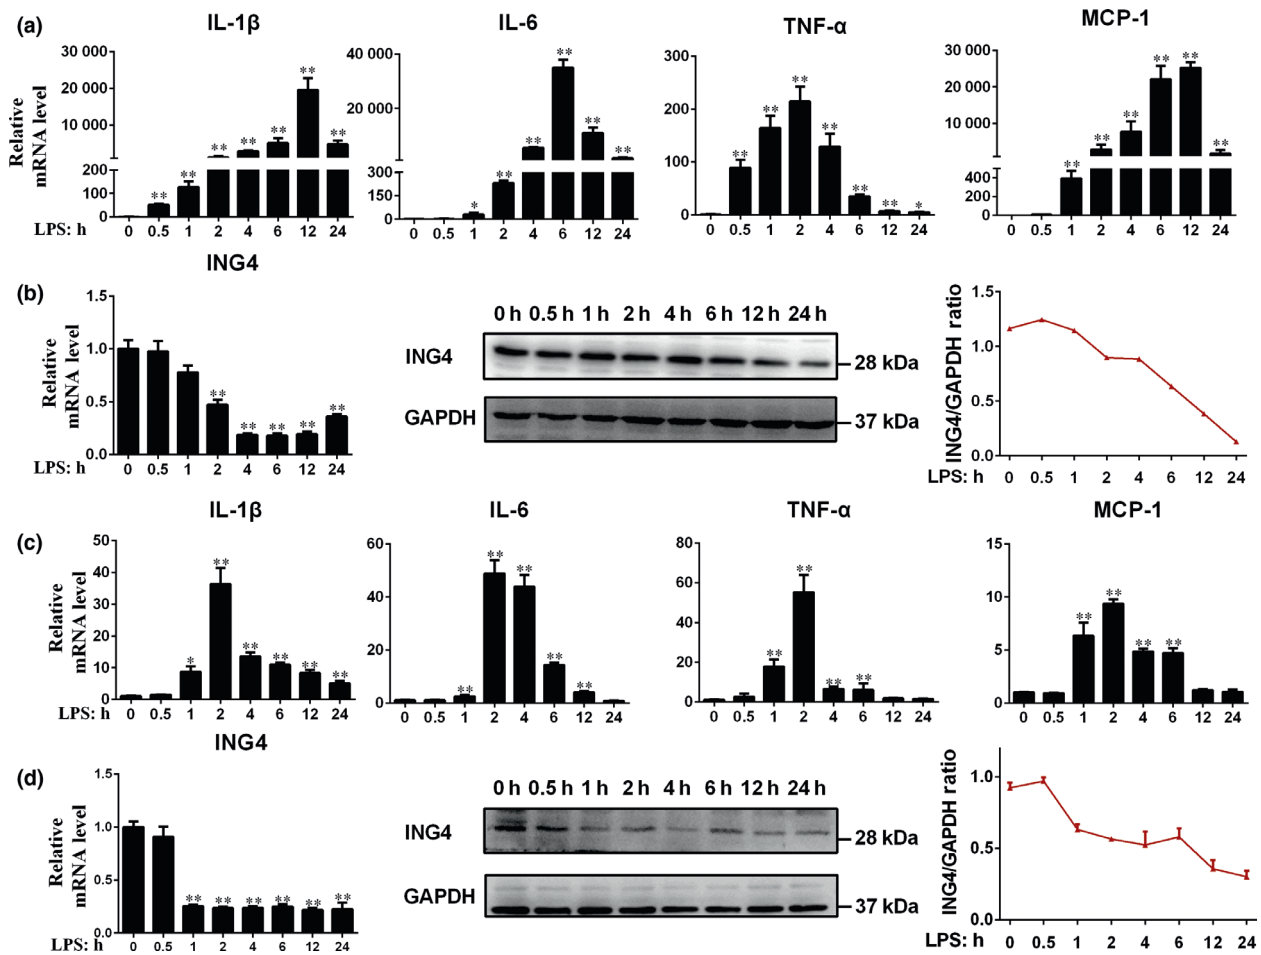 (a)
IL-1β
IL-6
TNF-α
MCP-1
Relative
mRNA level
30 000
20 000
10 000
200
100
0
** ** ** ** ** ** **
LPS: h 0 0.5 1 2 4 6 12 24
40 000
20 000
300
150
0
* ** ** ** ** **
0 0.5 1 2 4 6 12 24
300
200
100
0
** ** ** ** ** ** *
0 0.5 1 2 4 6 12 24
30 000
20 000
10 000
400
200
0
** ** ** ** ** **
0 0.5 1 2 4 6 12 24
(b)
ING4
Relative
mRNA level
1.5
1.0
0.5
0.0
** ** ** ** **
LPS: h 0 0.5 1 2 4 6 12 24
0 h 0.5 h 1 h 2 h 4 h 6 h 12 h 24 h
ING4
28 kDa
GAPDH
37 kDa
ING4/GAPDH ratio
1.5
1.0
0.5
0.0
LPS: h 0 0.5 1 2 4 6 12 24
(c)
IL-1β
IL-6
TNF-α
MCP-1
Relative
mRNA level
50
40
30
20
10
0
* ** ** ** ** **
LPS: h 0 0.5 1 2 4 6 12 24
60
40
20
0
** ** ** ** **
0 0.5 1 2 4 6 12 24
80
60
40
20
0
** ** ** **
0 0.5 1 2 4 6 12 24
15
10
5
0
** ** ** **
0 0.5 1 2 4 6 12 24
(d)
ING4
Relative
mRNA level
1.5
1.0
0.5
0.0
** ** ** ** ** **
LPS: h 0 0.5 1 2 4 6 12 24
0 h 0.5 h 1 h 2 h 4 h 6 h 12 h 24 h
ING4
28 kDa
GAPDH
37 kDa
ING4/GAPDH ratio
1.0
0.5
0.0
LPS: h 0 0.5 1 2 4 6 12 24